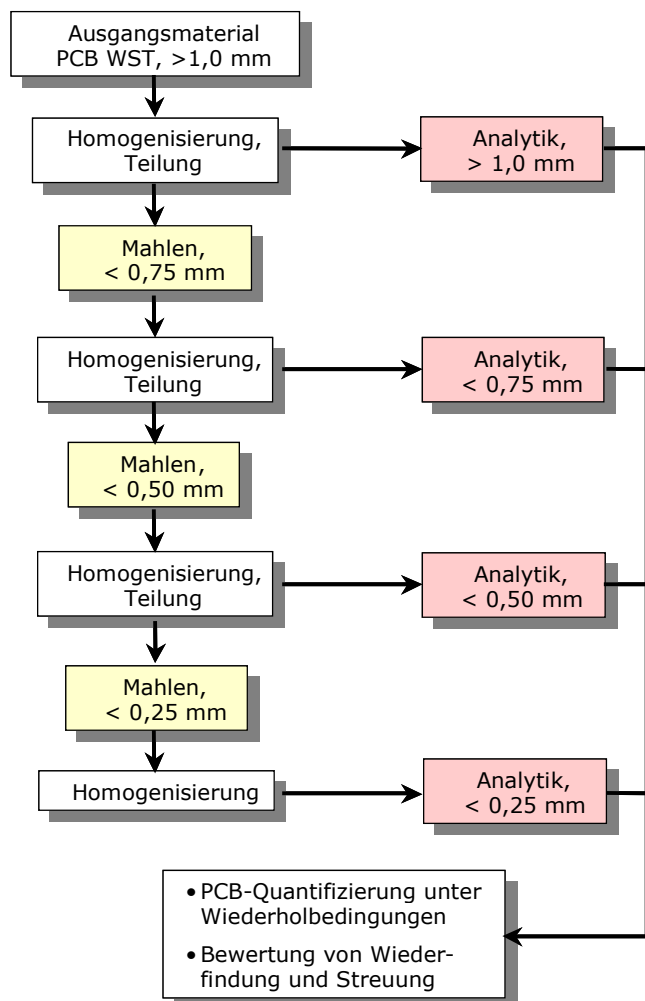 Ausgangsmaterial
PCB WST, >1,0 mm
Homogenisierung,
Teilung
Analytik,
> 1,0 mm
Mahlen,
< 0,75 mm
Homogenisierung,
Teilung
Analytik,
< 0,75 mm
Mahlen,
< 0,50 mm
Homogenisierung,
Teilung
Analytik,
< 0,50 mm
Mahlen,
< 0,25 mm
Homogenisierung
Analytik,
< 0,25 mm
• PCB-Quantifizierung unter
Wiederholbedingungen
• Bewertung von Wieder-
findung und Streuung